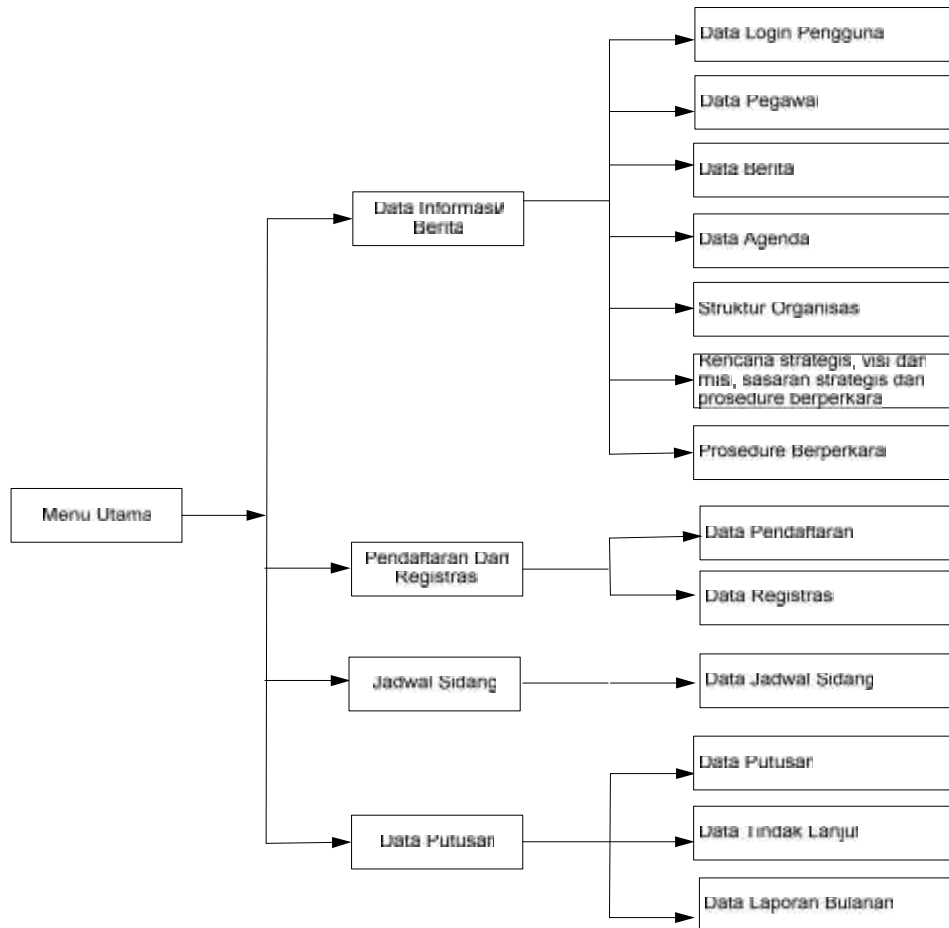 Menu Utama
Data Informasi/
Berita
Data Login Pengguna
Data Pegawai
Data Berita
Data Agenda
Struktur Organisas
Rencana strategis, visi dan
misi, sasaran strategis dan
prosedure berperkara
Prosedure Berperkara
Pendaftaran Dan
Registras
Data Pendaftaran
Data Registras
Jadwal Sidang
Data Jadwal Sidang
Data Putusan
Data Putusan
Data Tindak Lanjut
Data Laporan Bulanan